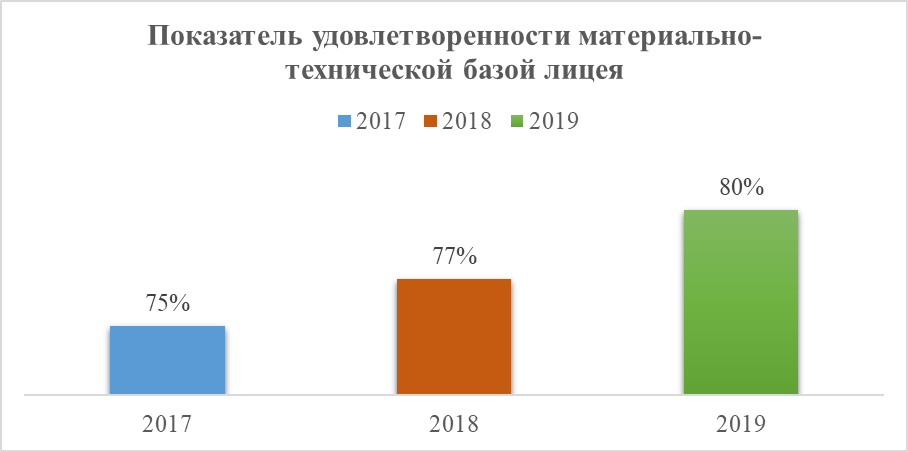 Показатель удовлетворенности материально-
технической базой лицея
2017 2018 2019
80%
77%
75%
2017 2018 2019